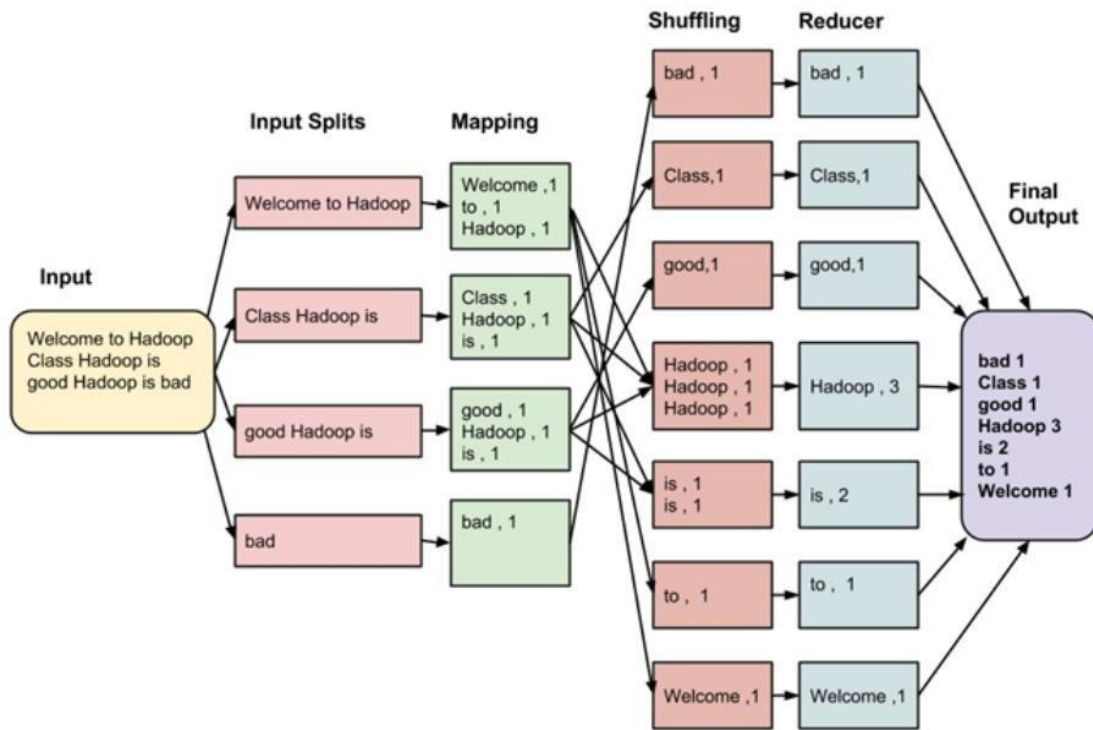 Shuffling
Reducer
Input Splits
Mapping
Final
Output
Input
Welcome to Hadoop
Class Hadoop is
good Hadoop is bad
Welcome to Hadoop
Class Hadoop is
good Hadoop is
bad
Welcome ,1
to , 1
Hadoop , 1
Class , 1
Hadoop , 1
is , 1
good , 1
Hadoop , 1
is , 1
bad , 1
bad , 1
Class,1
good,1
Hadoop , 1
Hadoop , 1
Hadoop , 1
is , 1
is , 1
to , 1
Welcome ,1
bad , 1
Class,1
good,1
Hadoop , 3
is , 2
to , 1
Welcome ,1
bad 1
Class 1
good 1
Hadoop 3
is 2
to 1
Welcome 1